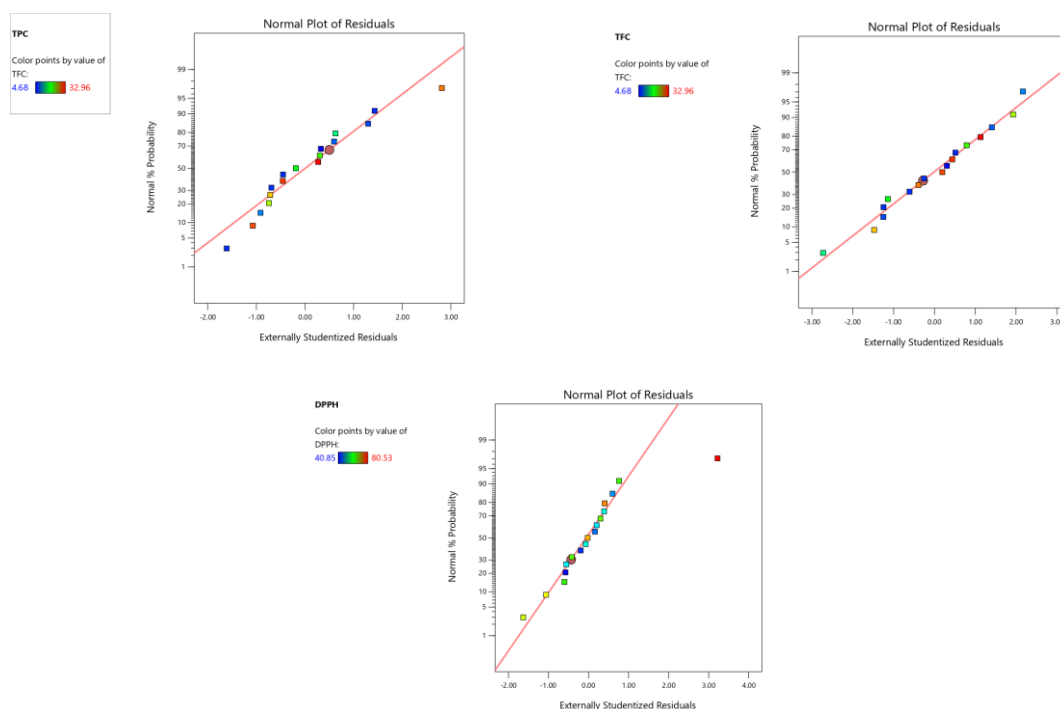 TPC
Color points by value of
TFC:
4.68 32.96
Normal Plot of Residuals
Normal % Probability
99
95
90
80
70
50
30
20
10
5
1
-2.00 -1.00 0.00 1.00 2.00 3.00
Externally Studentized Residuals
TFC
Color points by value of
TFC:
4.68 32.96
Normal Plot of Residuals
Normal % Probability
99
95
90
80
70
50
30
20
10
5
1
-3.00 -2.00 -1.00 0.00 1.00 2.00 3.00
Externally Studentized Residuals
DPPH
Color points by value of
DPPH:
40.85 80.53
Normal Plot of Residuals
Normal % Probability
99
95
90
80
70
50
30
20
10
5
1
-2.00 -1.00 0.00 1.00 2.00 3.00 4.00
Externally Studentized Residuals